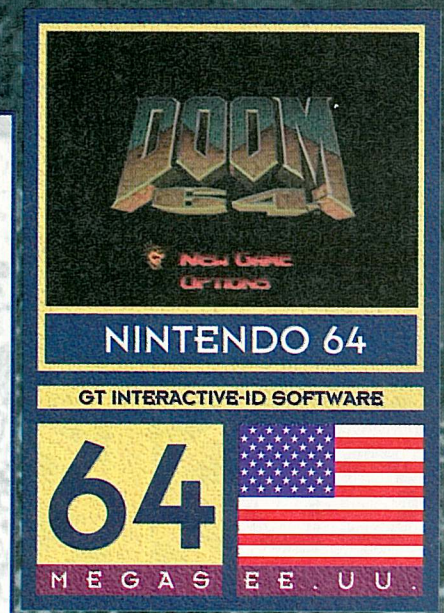 DOOM
64
NEW GAME
OPTIONS
NINTENDO 64
GT INTERACTIVE-ID SOFTWARE
64
MEGAS EE.UU.